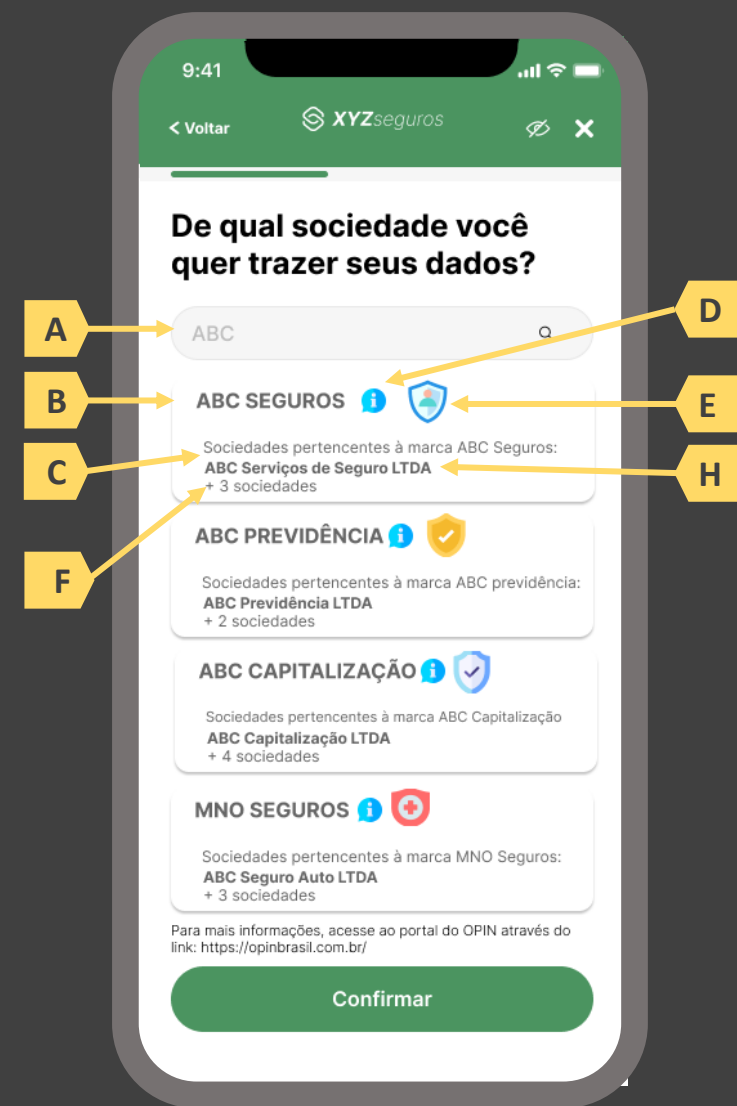 9:41
< Voltar
XYZseguros
De qual sociedade você
quer trazer seus dados?
A
ABC
D
B
ABC SEGUROS
E
C
Sociedades pertencentes à marca ABC Seguros:
ABC Serviços de Seguro LTDA
H
+ 3 sociedades
F
ABC PREVIDÊNCIA
Sociedades pertencentes à marca ABC previdência:
ABC Previdência LTDA
+ 2 sociedades
ABC CAPITALIZAÇÃO
Sociedades pertencentes à marca ABC Capitalização
ABC Capitalização LTDA
+ 4 sociedades
MNO SEGUROS
Sociedades pertencentes à marca MNO Seguros:
ABC Seguro Auto LTDA
+ 3 sociedades
Para mais informações, acesse ao portal do OPIN através do
link: https://opinbrasil.com.br/
Confirmar